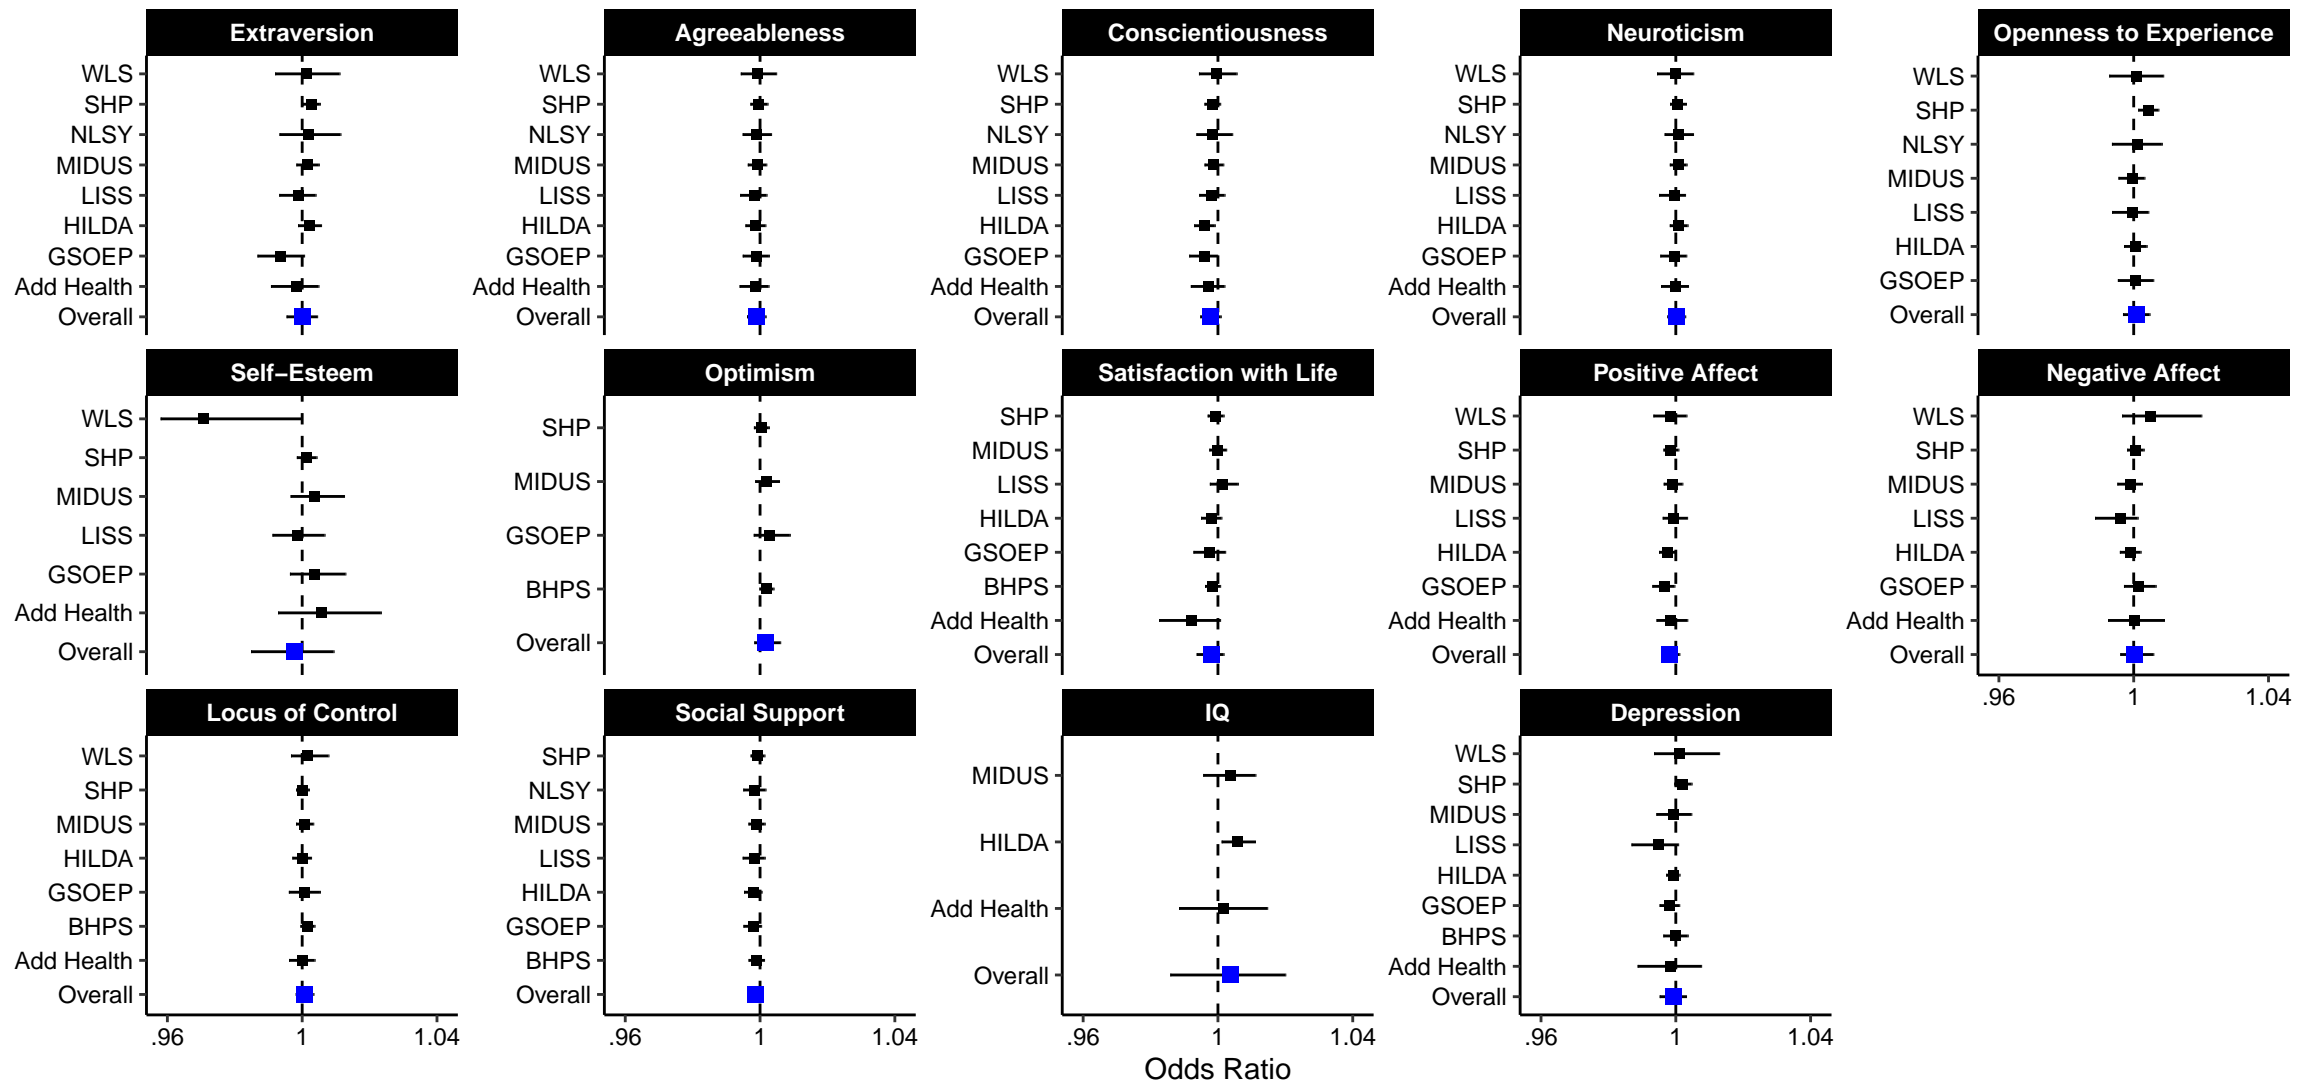 Extraversion
WLS
SHP
NLSY
MIDUS
LISS
HILDA
GSOEP
Add Health
Overall
Agreeableness
WLS
SHP
NLSY
MIDUS
LISS
HILDA
GSOEP
Add Health
Overall
Conscientiousness
WLS
SHP
NLSY
MIDUS
LISS
HILDA
GSOEP
Add Health
Overall
Neuroticism
WLS
SHP
NLSY
MIDUS
LISS
HILDA
GSOEP
Add Health
Overall
Openness to Experience
WLS
SHP
NLSY
MIDUS
LISS
HILDA
GSOEP
Overall
Self−Esteem
WLS
SHP
MIDUS
LISS
GSOEP
Add Health
Overall
Optimism
SHP
MIDUS
GSOEP
BHPS
Overall
Satisfaction with Life
SHP
MIDUS
LISS
HILDA
GSOEP
BHPS
Add Health
Overall
Positive Affect
WLS
SHP
MIDUS
LISS
HILDA
GSOEP
Add Health
Overall
Negative Affect
WLS
SHP
MIDUS
LISS
HILDA
GSOEP
Add Health
Overall
.96 1 1.04
Locus of Control
WLS
SHP
MIDUS
HILDA
GSOEP
BHPS
Add Health
Overall
.96 1 1.04
Social Support
SHP
NLSY
MIDUS
LISS
HILDA
GSOEP
BHPS
Overall
.96 1 1.04
IQ
MIDUS
HILDA
Add Health
Overall
.96 1 1.04
Depression
WLS
SHP
MIDUS
LISS
HILDA
GSOEP
BHPS
Add Health
Overall
.96 1 1.04
Odds Ratio